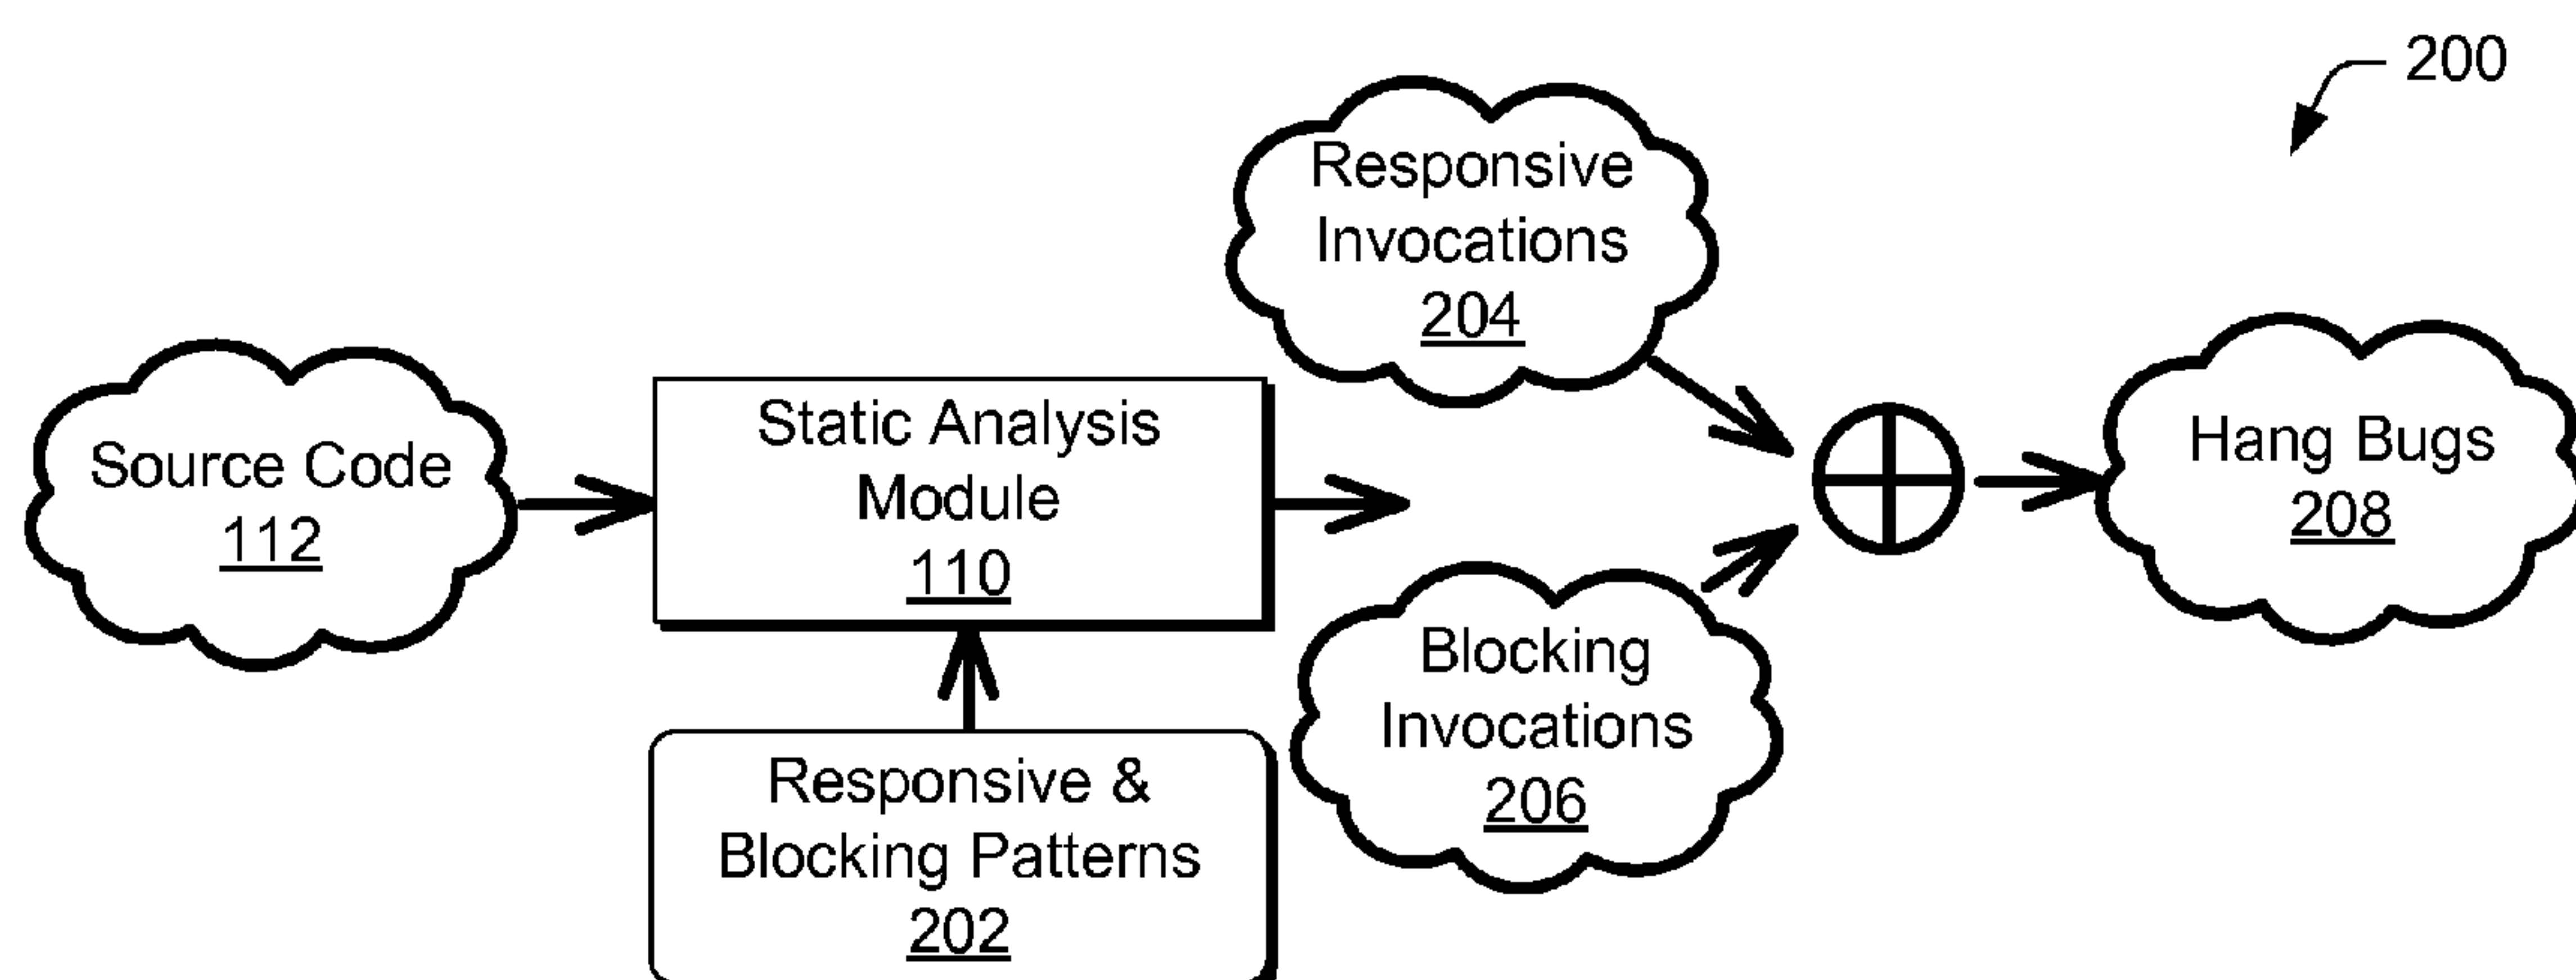 200
Responsive
Invocations
204
Source Code
112
Static Analysis
Module
110
Hang Bugs
208
Blocking
Invocations
206
Responsive &
Blocking Patterns
202